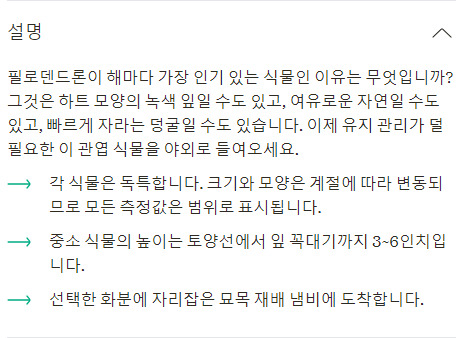 설명
필로덴드론이 해마다 가장 인기 있는 식물인 이유는 무엇입니까?
그것은 하트 모양의 녹색 잎일 수도 있고, 여유로운 자연일 수도
있고, 빠르게 자라는 덩굴일 수도 있습니다. 이제 유지 관리가 덜
필요한 이 관엽 식물을 야외로 들여오세요.
각 식물은 독특합니다. 크기와 모양은 계절에 따라 변동되
므로 모든 측정값은 범위로 표시됩니다.
중소 식물의 높이는 토양선에서 잎 꼭대기까지 3~6인치입
니다.
선택한 화분에 자리잡은 묘목 재배 냄비에 도착합니다.